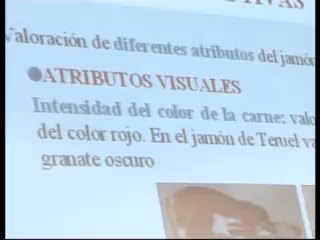 Valoración de diferentes atributos del jamón
ATRIBUTOS VISUALES
Intensidad del color de la carne:
del color rojo. En el jamón de Teruel
granate oscuro